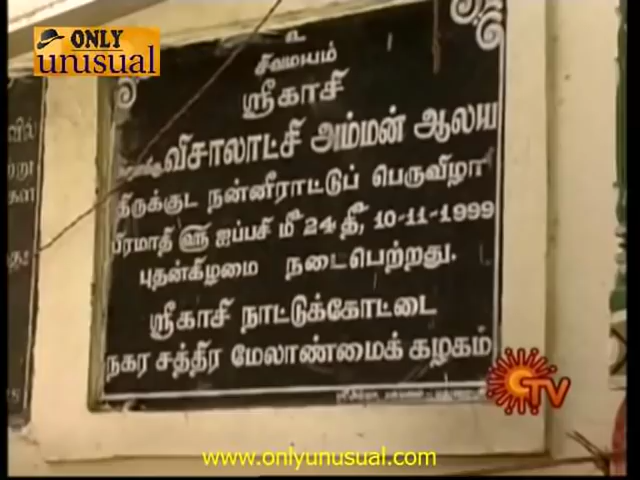 ONLY
unusual
உ
சிவமயம்
ஸ்ரீகாசி
விசாலாட்சி அம்மன் ஆலய
திருக்குட நன்னீராட்டுப் பெருவிழா
பிரமாதி ஸ்ரீ ஐப்பசி மீ 24 தீ, 10-11-1999
புதன்கிழமை நடைபெற்றது.
ஸ்ரீகாசி நாட்டுக்கோட்டை
நகர சத்திர மேலாண்மைக் கழகம்
TV
www.onlyunusual.com